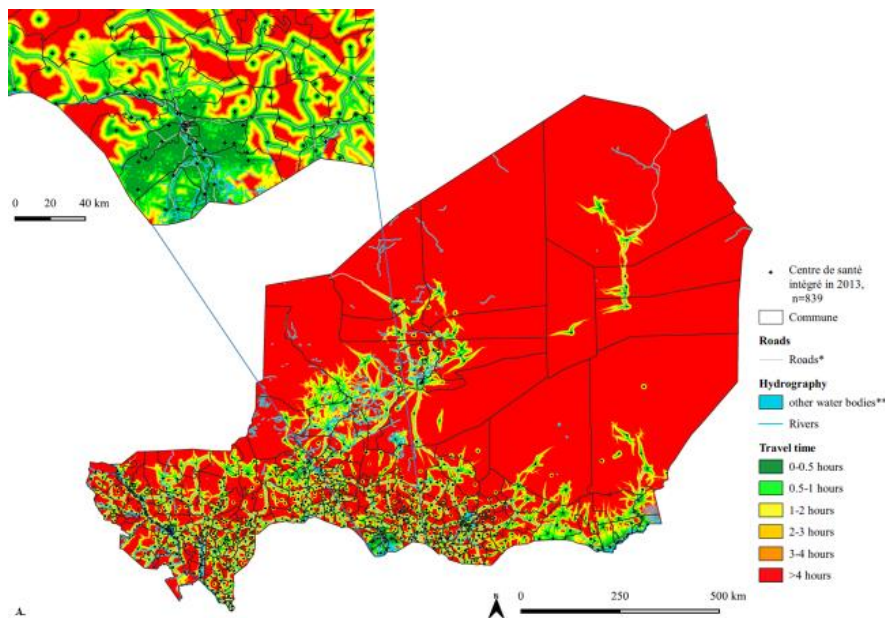 0 20 40 km
Centre de santé
intégré in 2013,
n=839
Commune
Roads
Roads*
Hydrography
other water bodies**
Rivers
Travel time
0-0.5 hours
0.5-1 hours
1-2 hours
2-3 hours
3-4 hours
>4 hours
A.
N
0 250 500 km